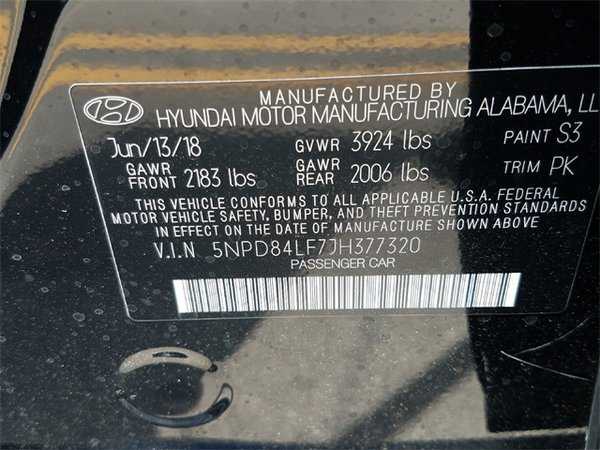 MANUFACTURED BY
HYUNDAI MOTOR MANUFACTURING ALABAMA, LL
Jun/13/18 GVWR 3924 lbs PAINT S3
GAWR FRONT 2183 lbs GAWR REAR 2006 lbs TRIM PK
THIS VEHICLE CONFORMS TO ALL APPLICABLE U.S.A. FEDERAL
MOTOR VEHICLE SAFETY, BUMPER, AND THEFT PREVENTION STANDARDS
IN EFFECT ON THE DATE OF MANUFACTURE SHOWN ABOVE
V.I.N 5NPD84LF7JH377320
PASSENGER CAR